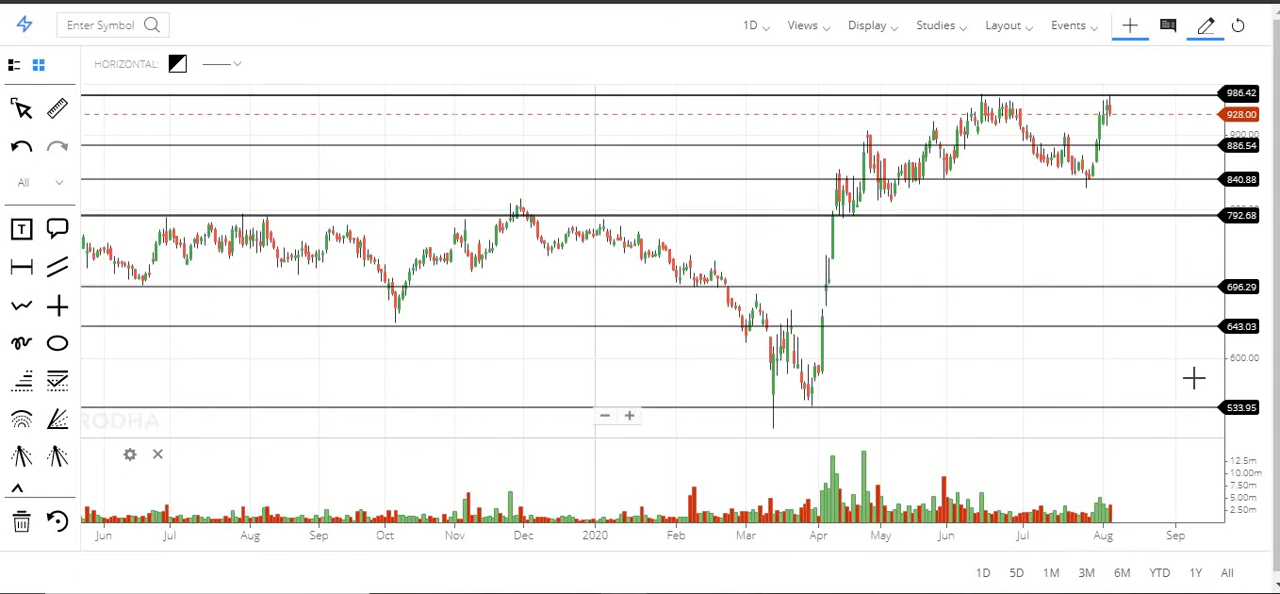 Enter Symbol
1D Views Display Studies Layout Events
HORIZONTAL:
986.42
928.00
900.00
886.54
840.88
All
792.68
T
696.29
643.03
600.00
533.95
RODHA
12.5m
10.00m
7.50m
5.00m
2.50m
Jun Jul Aug Sep Oct Nov Dec 2020 Feb Mar Apr May Jun Jul Aug Sep
1D 5D 1M 3M 6M YTD 1Y All